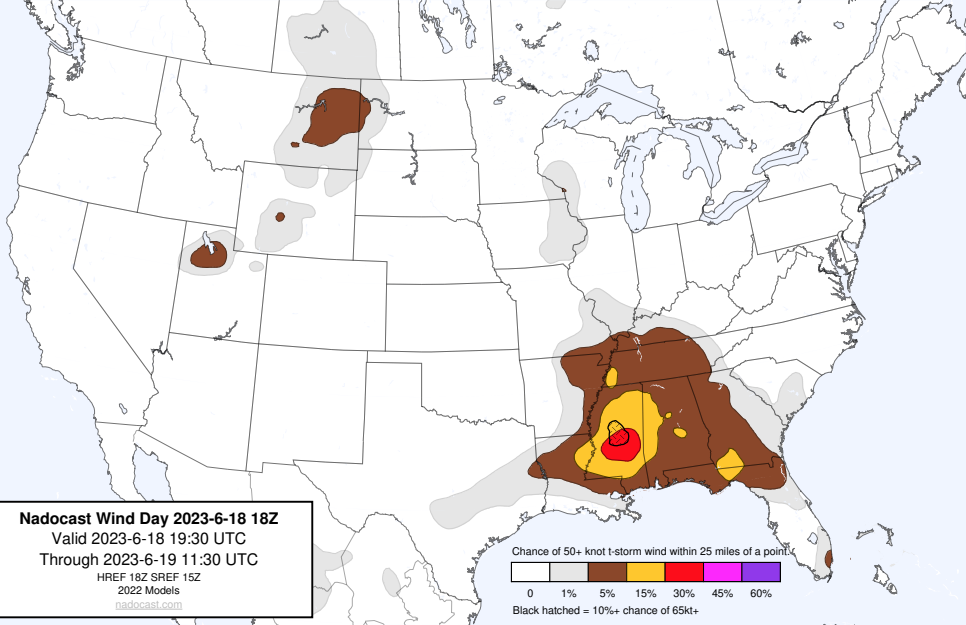 Nadocast Wind Day 2023-6-18 18Z
Valid 2023-6-18 19:30 UTC
Through 2023-6-19 11:30 UTC
HREF 18Z SREF 15Z
2022 Models
nadocast.com
Chance of 50+ knot t-storm wind within 25 miles of a point.
0 1% 5% 15% 30% 45% 60%
Black hatched = 10%+ chance of 65kt+